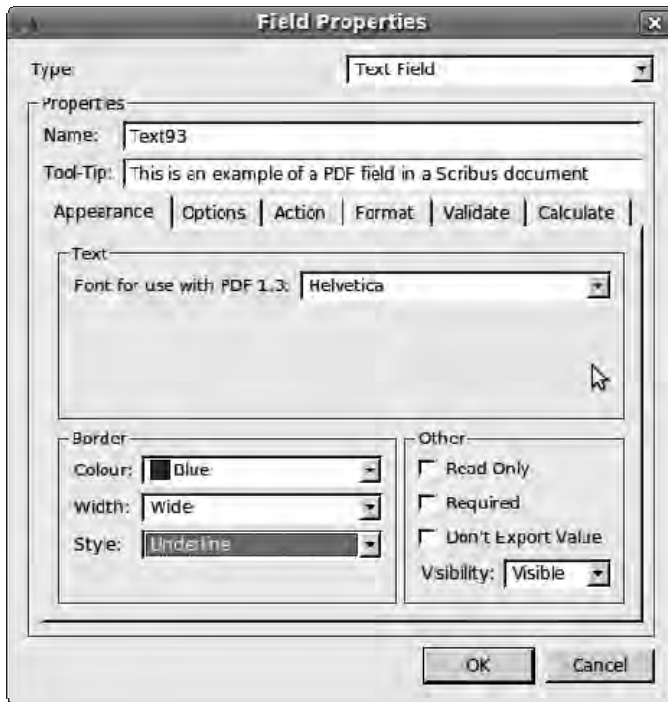 Field Properties
Type: Text Field
Properties
Name: Text93
Tool-Tip: This is an example of a PDF field in a Scribus document
Appearance Options Action Format Validate Calculate
Text
Font for use with PDF 1.3: Helvetica
Border
Colour: Blue
Width: Wide
Style: Underline
Other
Read Only
Required
Don't Export Value
Visibility: Visible
OK Cancel